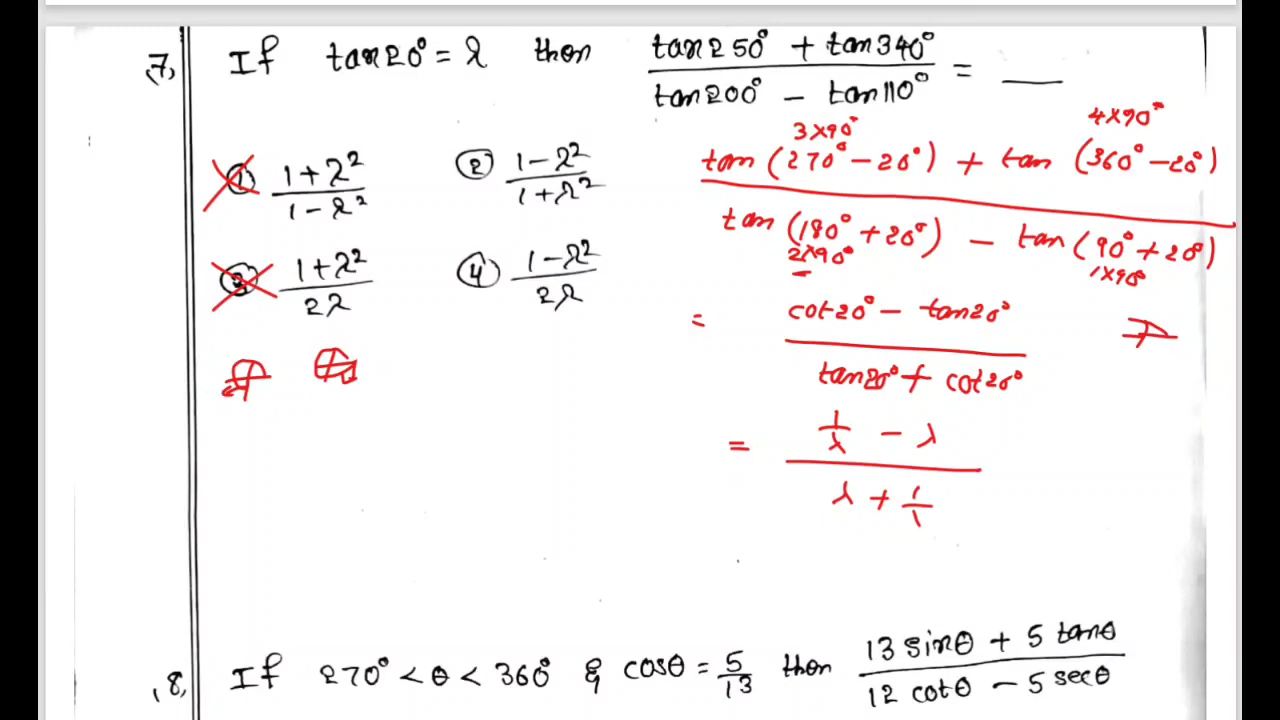 ,7, If tan20° = λ then (tan250° + tan340°)/(tan200° - tan110°) = ___
① (1+λ²)/(1-λ²) ② (1-λ²)/(1+λ²)
③ (1+λ²)/2λ ④ (1-λ²)/2λ
3×90° 4×90°
tan (270°-20°) + tan (360°-20°)
tan (180°+20°) - tan (90°+20°)
2×90° 1×90°
= cot20° - tan20°
tan20° + cot20°
= 1/λ - λ
λ + 1/
,8, If 270° < θ < 360° & cosθ = 5/13 then (13 sinθ + 5 tanθ)/(12 cotθ - 5 secθ)